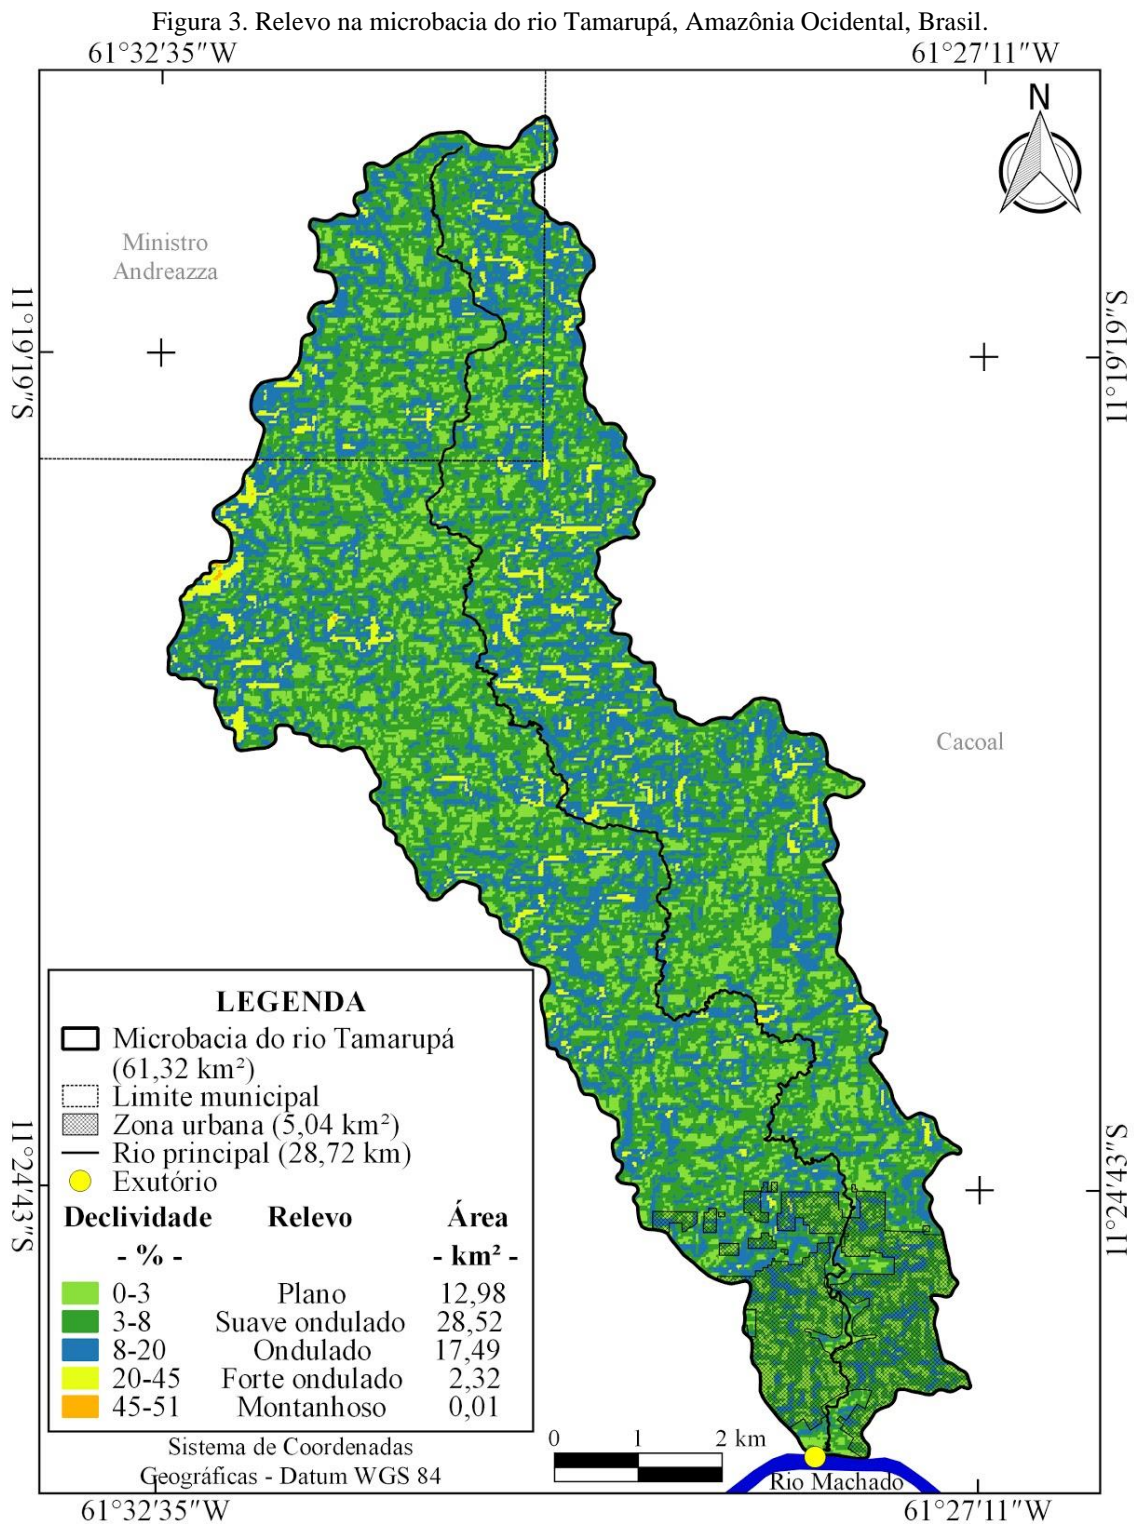 Figura 3. Relevo na microbacia do rio Tamarupá, Amazônia Ocidental, Brasil.
61°32′35″W 61°27′11″W
N
Ministro
Andreazza
11°19′19″S 11°19′19″S
Cacoal
LEGENDA
Microbacia do rio Tamarupá
(61,32 km²)
Limite municipal
Zona urbana (5,04 km²)
Rio principal (28,72 km)
Exutório
11°24′43″S 11°24′43″S
Declividade Relevo Área
- % - - km² -
0-3 Plano 12,98
3-8 Suave ondulado 28,52
8-20 Ondulado 17,49
20-45 Forte ondulado 2,32
45-51 Montanhoso 0,01
Sistema de Coordenadas
Geográficas - Datum WGS 84
0 1 2 km
Rio Machado
61°32′35″W 61°27′11″W